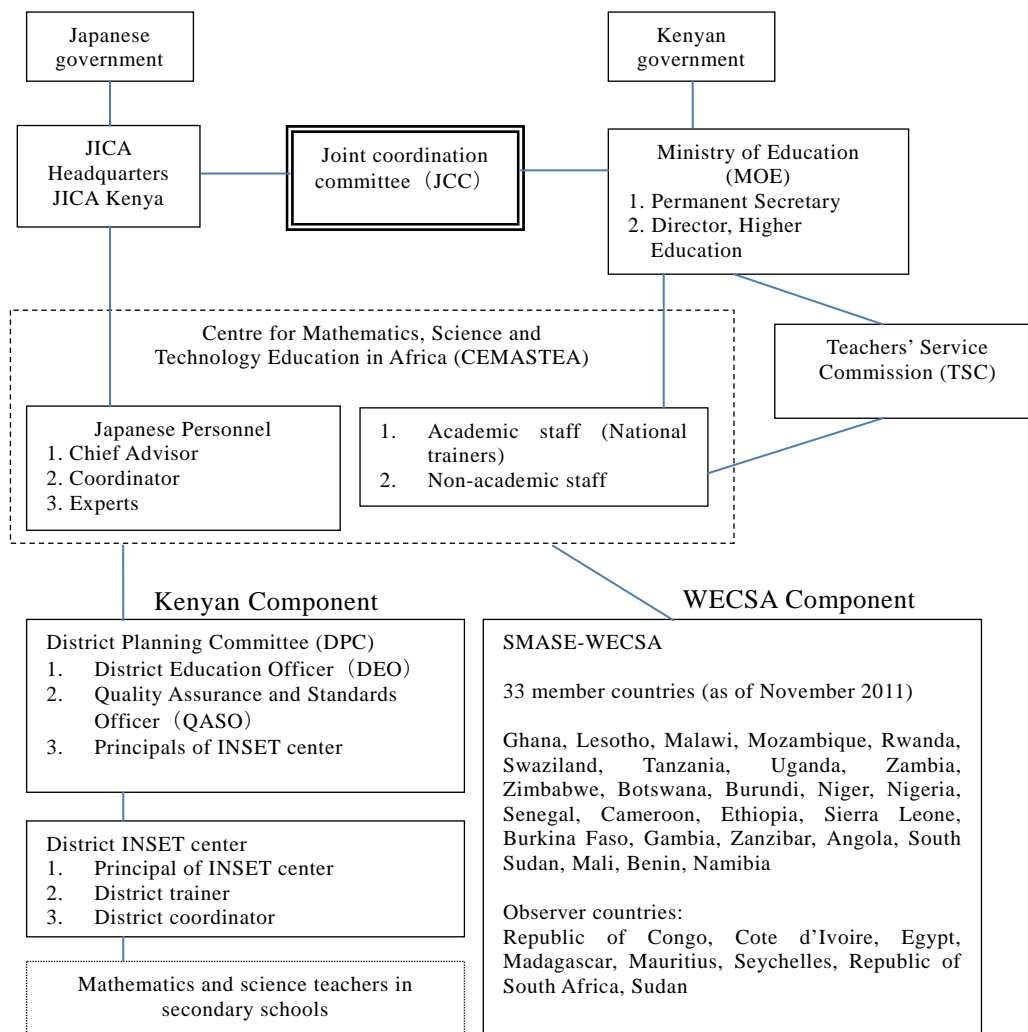 Japanese
government
Kenyan
government
JICA
Headquarters
JICA Kenya
Joint coordination
committee（JCC）
Ministry of Education
(MOE)
1. Permanent Secretary
2. Director, Higher
Education
Centre for Mathematics, Science and
Technology Education in Africa (CEMASTEA)
Teachers’ Service
Commission (TSC)
Japanese Personnel
1. Chief Advisor
2. Coordinator
3. Experts
1. Academic staff (National
trainers)
2. Non-academic staff
Kenyan Component
District Planning Committee (DPC)
1. District Education Officer（DEO）
2. Quality Assurance and Standards
Officer（QASO）
3. Principals of INSET center
District INSET center
1. Principal of INSET center
2. District trainer
3. District coordinator
Mathematics and science teachers in
secondary schools
WECSA Component
SMASE-WECSA
33 member countries (as of November 2011)
Ghana, Lesotho, Malawi, Mozambique, Rwanda,
Swaziland, Tanzania, Uganda, Zambia,
Zimbabwe, Botswana, Burundi, Niger, Nigeria,
Senegal, Cameroon, Ethiopia, Sierra Leone,
Burkina Faso, Gambia, Zanzibar, Angola, South
Sudan, Mali, Benin, Namibia
Observer countries:
Republic of Congo, Cote d’Ivoire, Egypt,
Madagascar, Mauritius, Seychelles, Republic of
South Africa, Sudan